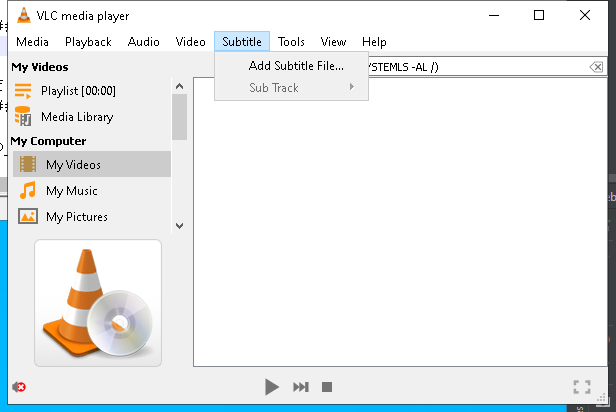 VLC media player
Media Playback Audio Video Subtitle Tools View Help
My Videos
Add Subtitle File...
YSTEMLS -AL /)
Playlist [00:00]
Sub Track
Media Library
My Computer
My Videos
My Music
My Pictures